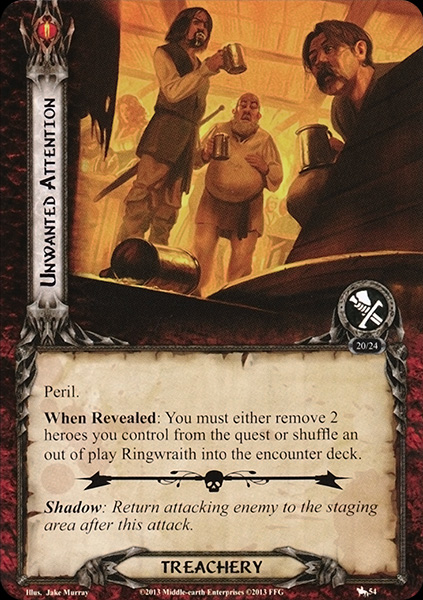 UNWANTED ATTENTION
20/24
Peril.
When Revealed: You must either remove 2
heroes you control from the quest or shuffle an
out of play Ringwraith into the encounter deck.
Shadow: Return attacking enemy to the staging
area after this attack.
TREACHERY
Illus. Jake Murray
©2013 Middle-earth Enterprises ©2013 FFG
54